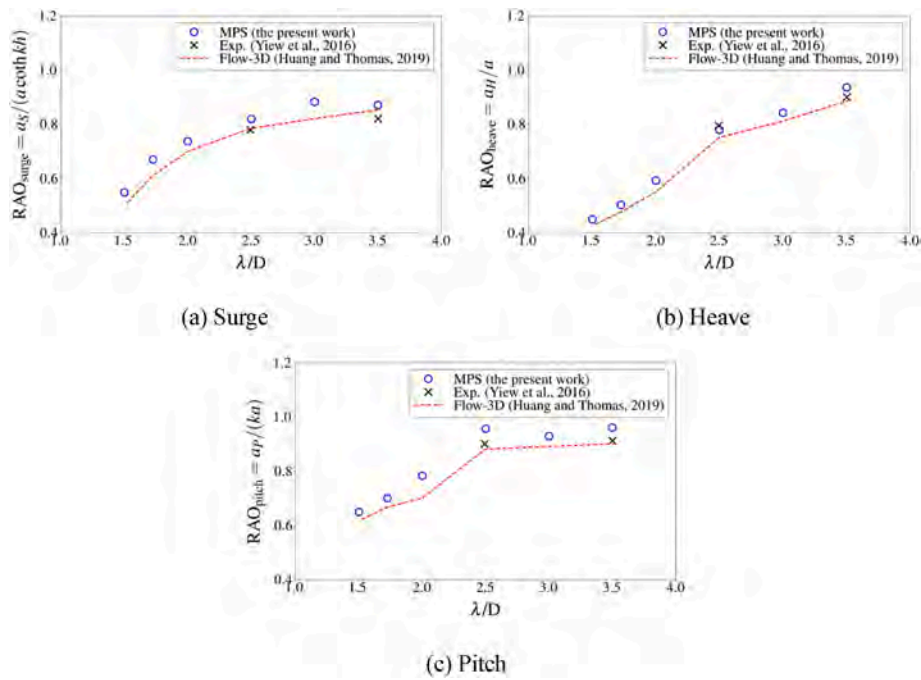 1.2
1.0
0.8
0.6
0.4
RAO_surge = a_S/(a coth kh)
MPS (the present work)
Exp. (Yiew et al., 2016)
Flow-3D (Huang and Thomas, 2019)
1.0 1.5 2.0 2.5 3.0 3.5 4.0
λ/D
(a) Surge
1.2
1.0
0.8
0.6
0.4
RAO_heave = a_H/a
MPS (the present work)
Exp. (Yiew et al., 2016)
Flow-3D (Huang and Thomas, 2019)
1.0 1.5 2.0 2.5 3.0 3.5 4.0
λ/D
(b) Heave
1.2
1.0
0.8
0.6
0.4
RAO_pitch = a_P/(ka)
MPS (the present work)
Exp. (Yiew et al., 2016)
Flow-3D (Huang and Thomas, 2019)
1.0 1.5 2.0 2.5 3.0 3.5 4.0
λ/D
(c) Pitch